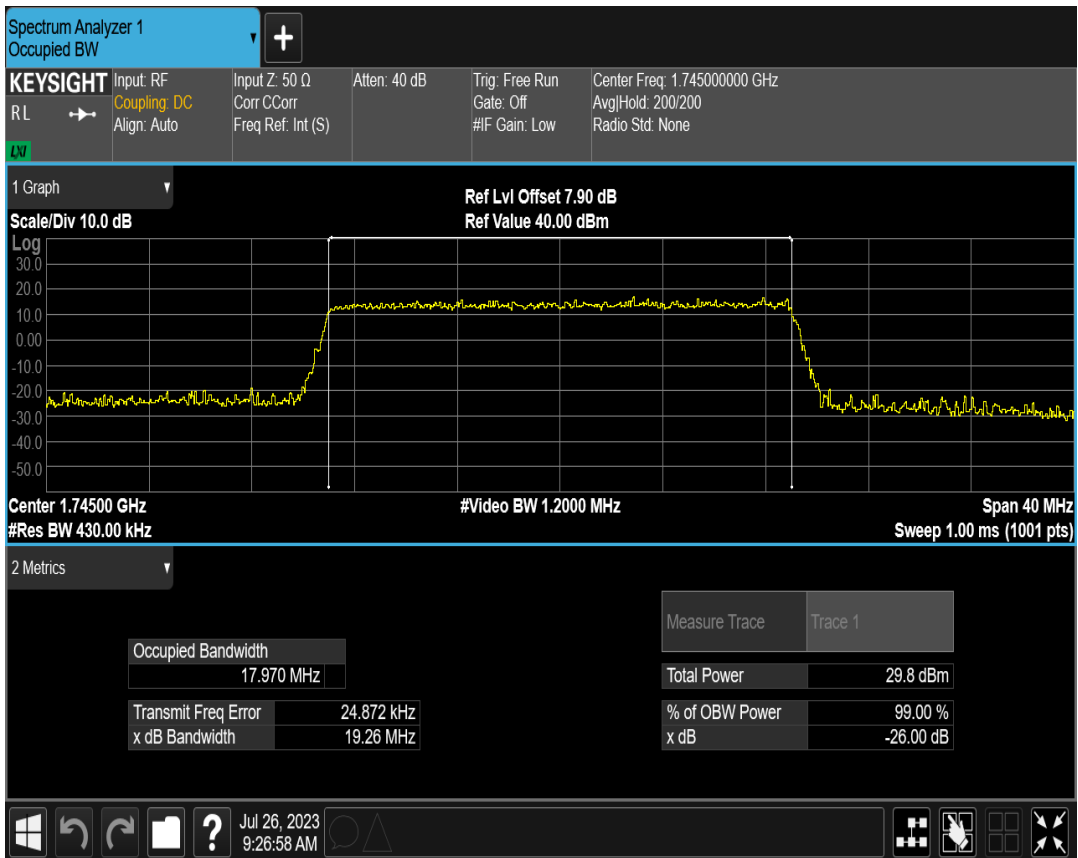 Spectrum Analyzer 1
Occupied BW
+
KEYSIGHT
RL
LXI
Input: RF
Coupling: DC
Align: Auto
Input Z: 50 Ω
Corr CCorr
Freq Ref: Int (S)
Atten: 40 dB
Trig: Free Run
Gate: Off
#IF Gain: Low
Center Freq: 1.745000000 GHz
Avg|Hold: 200/200
Radio Std: None
1 Graph
Ref Lvl Offset 7.90 dB
Scale/Div 10.0 dB
Ref Value 40.00 dBm
Log
30.0
20.0
10.0
0.00
-10.0
-20.0
-30.0
-40.0
-50.0
Center 1.74500 GHz
#Video BW 1.2000 MHz
Span 40 MHz
#Res BW 430.00 kHz
Sweep 1.00 ms (1001 pts)
2 Metrics
Measure Trace Trace 1
Occupied Bandwidth
17.970 MHz
Total Power 29.8 dBm
Transmit Freq Error 24.872 kHz
% of OBW Power 99.00 %
x dB Bandwidth 19.26 MHz
x dB -26.00 dB
?
Jul 26, 2023
9:26:58 AM